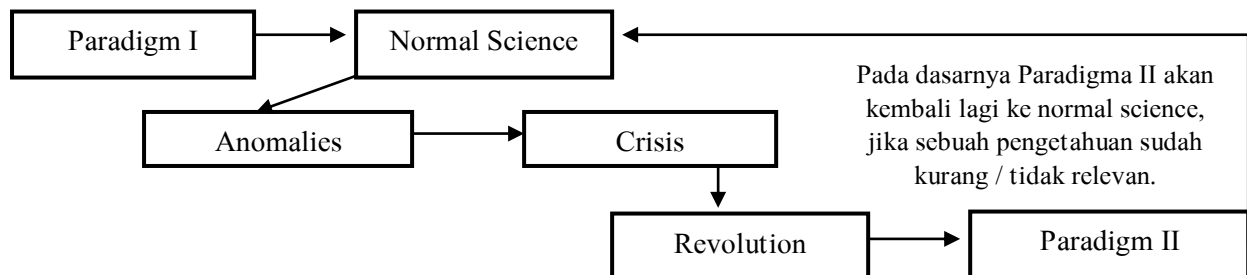 Paradigm I
Normal Science
Pada dasarnya Paradigma II akan
kembali lagi ke normal science,
jika sebuah pengetahuan sudah
kurang / tidak relevan.
Anomalies
Crisis
Revolution
Paradigm II